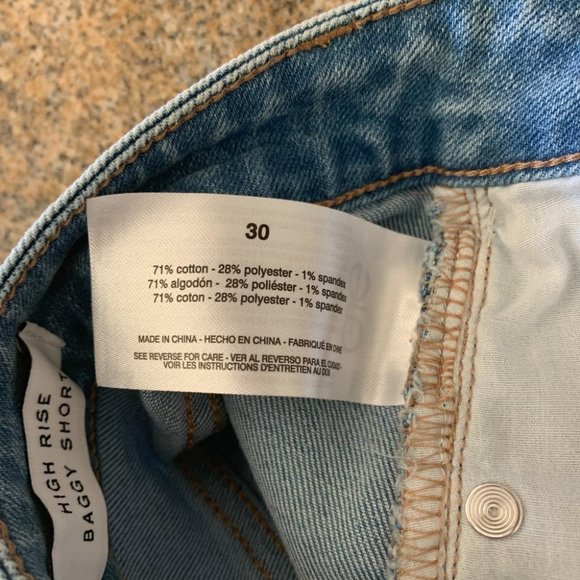 30
71% cotton - 28% polyester - 1% spandex
71% algodón - 28% poliéster - 1% spandex
71% coton - 28% polyester - 1% spandex
MADE IN CHINA - HECHO EN CHINA - FABRIQUÉ EN CHINE
SEE REVERSE FOR CARE - VER AL REVERSO PARA EL CUIDADO
VOIR LES INSTRUCTIONS D'ENTRETIEN AU DOS
HIGH RISE
BAGGY SHORT